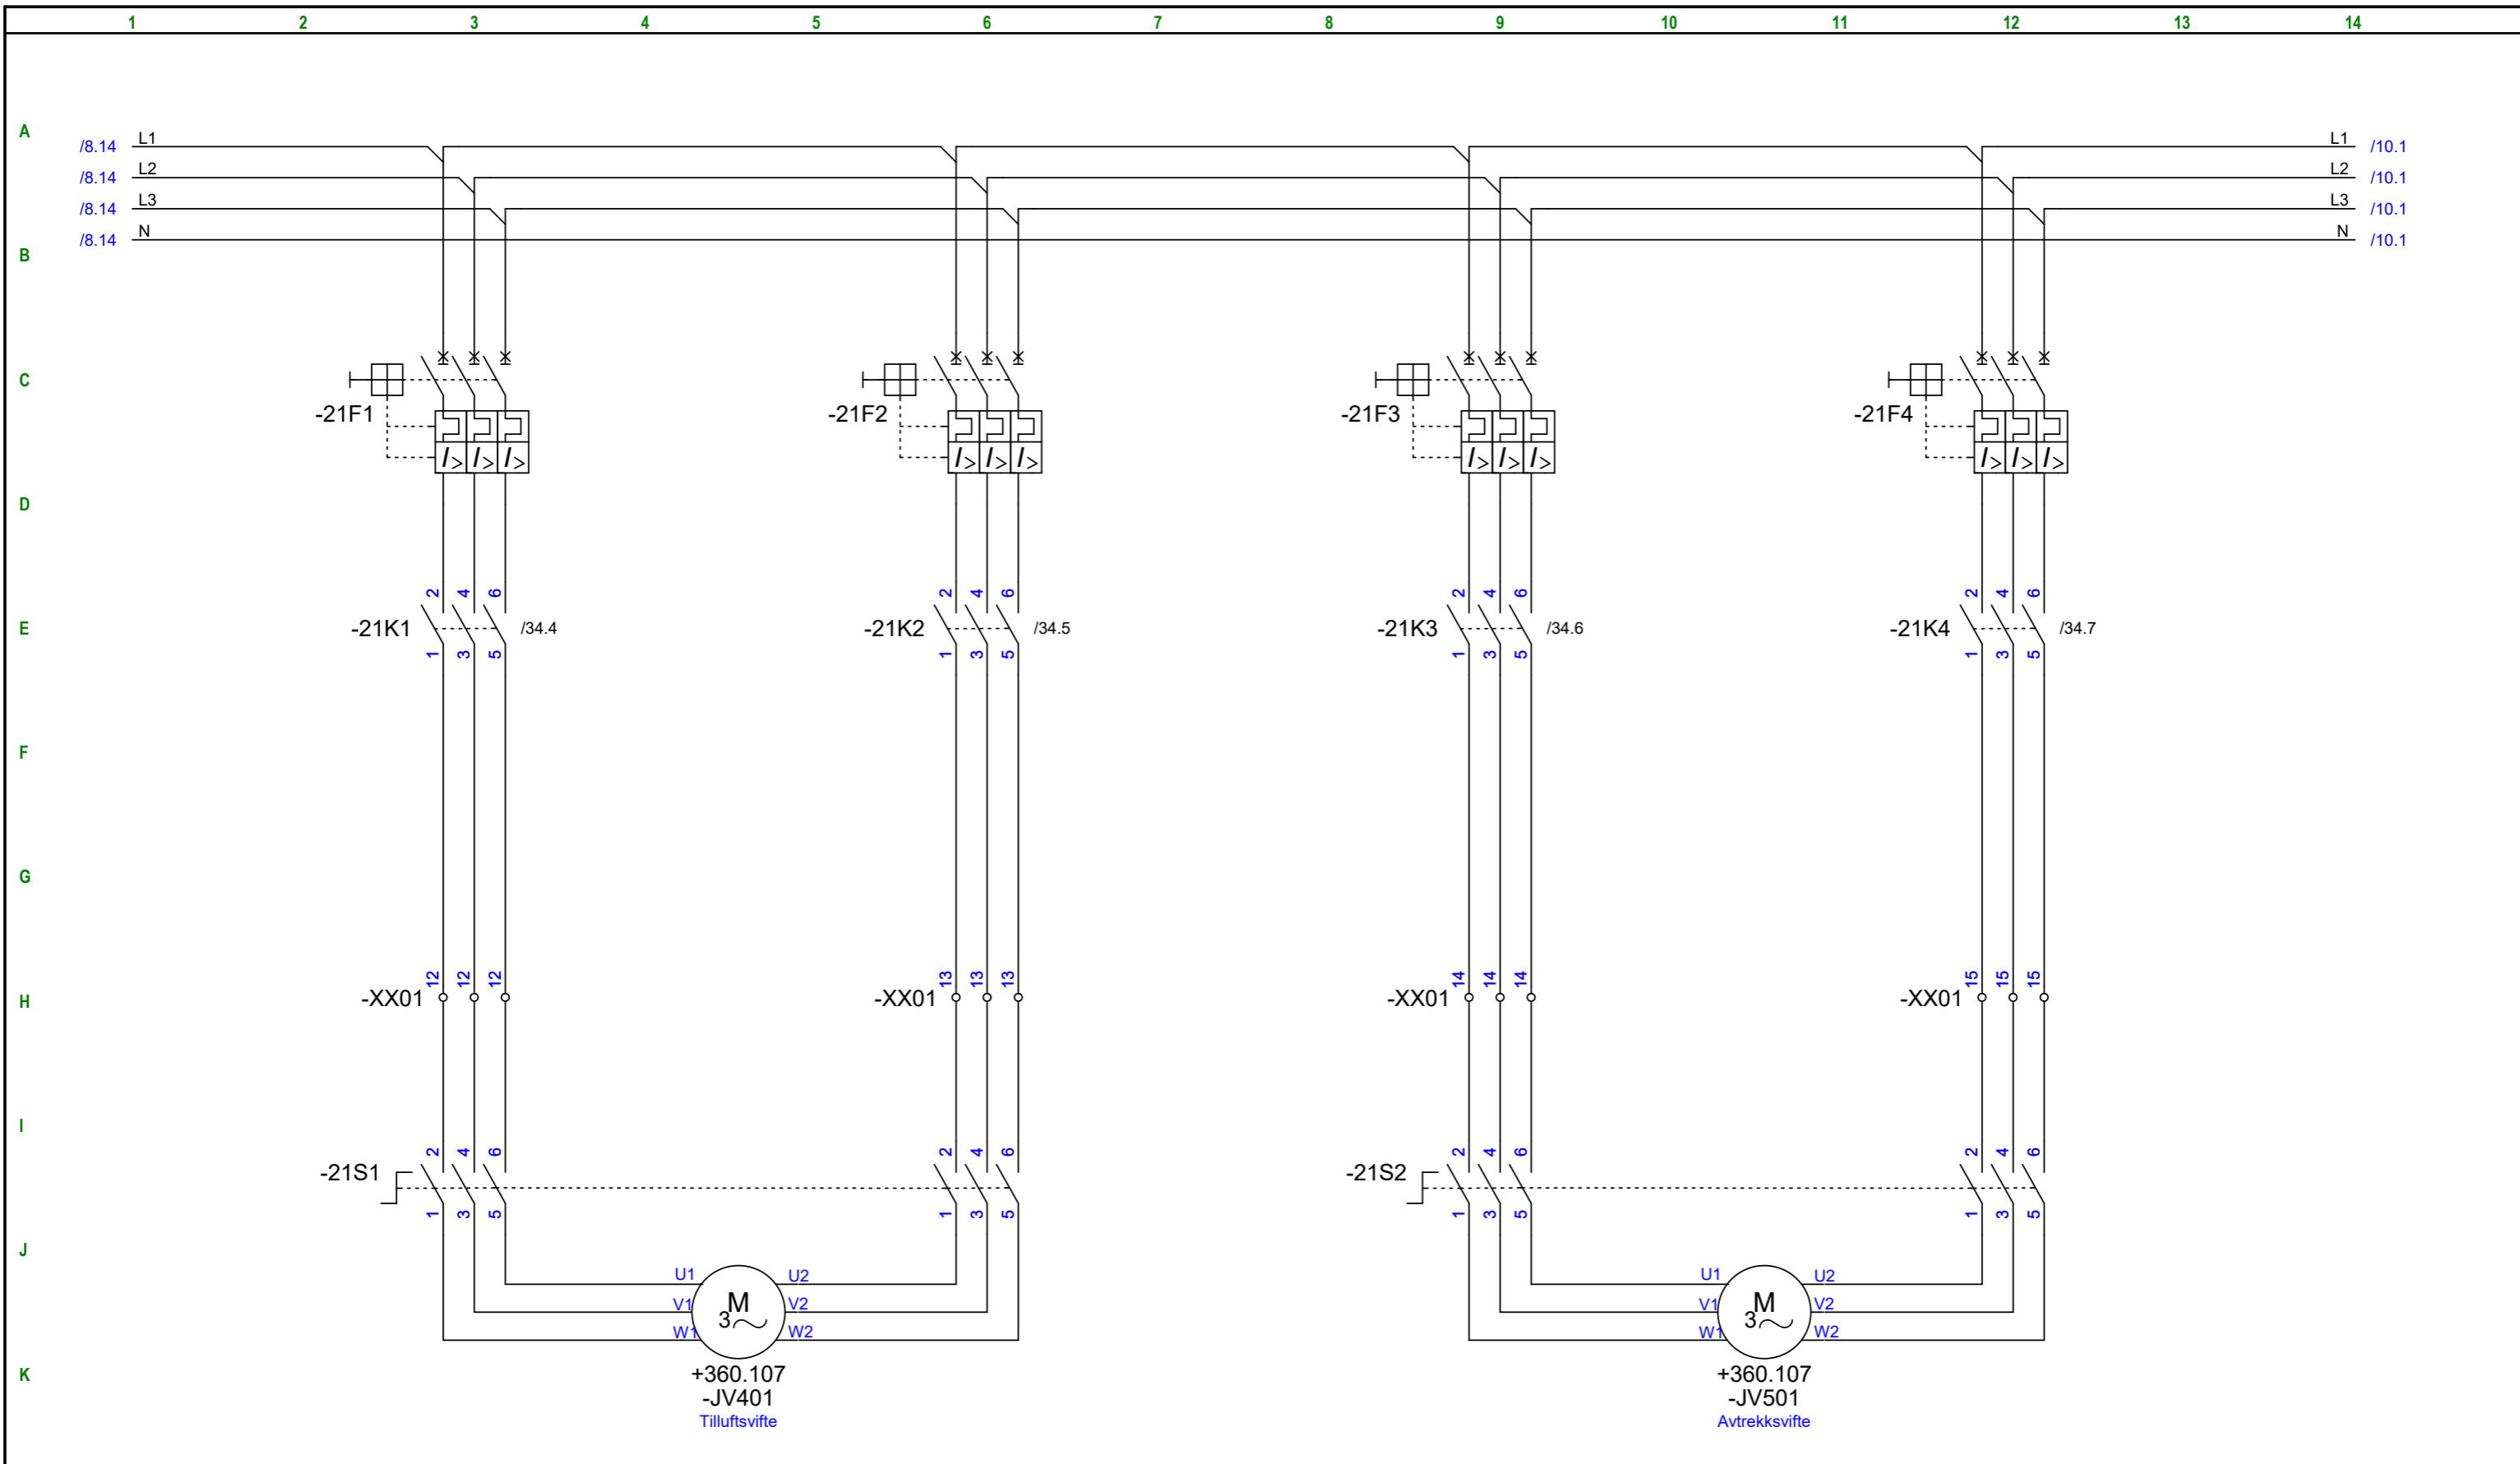 1 2 3 4 5 6 7 8 9 10 11 12 13 14
A
/8.14 L1 L1 /10.1
/8.14 L2 L2 /10.1
/8.14 L3 L3 /10.1
/8.14 N N /10.1
B
C
-21F1 -21F2 -21F3 -21F4
I> I> I> I> I> I> I> I> I> I> I> I>
D
2 4 6 2 4 6 2 4 6 2 4 6
E -21K1 /34.4 -21K2 /34.5 -21K3 /34.6 -21K4 /34.7
1 3 5 1 3 5 1 3 5 1 3 5
F
G
12 12 12 13 13 13 14 14 14 15 15 15
H -XX01 -XX01 -XX01 -XX01
I
2 4 6 2 4 6 2 4 6 2 4 6
-21S1 -21S2
1 3 5 1 3 5 1 3 5 1 3 5
J
U1 U2 U1 U2
V1 M V2 V1 M V2
3 3
W1 W2 W1 W2
K +360.107 +360.107
-JV401 -JV501
Tilluftsvifte Avtrekksvifte